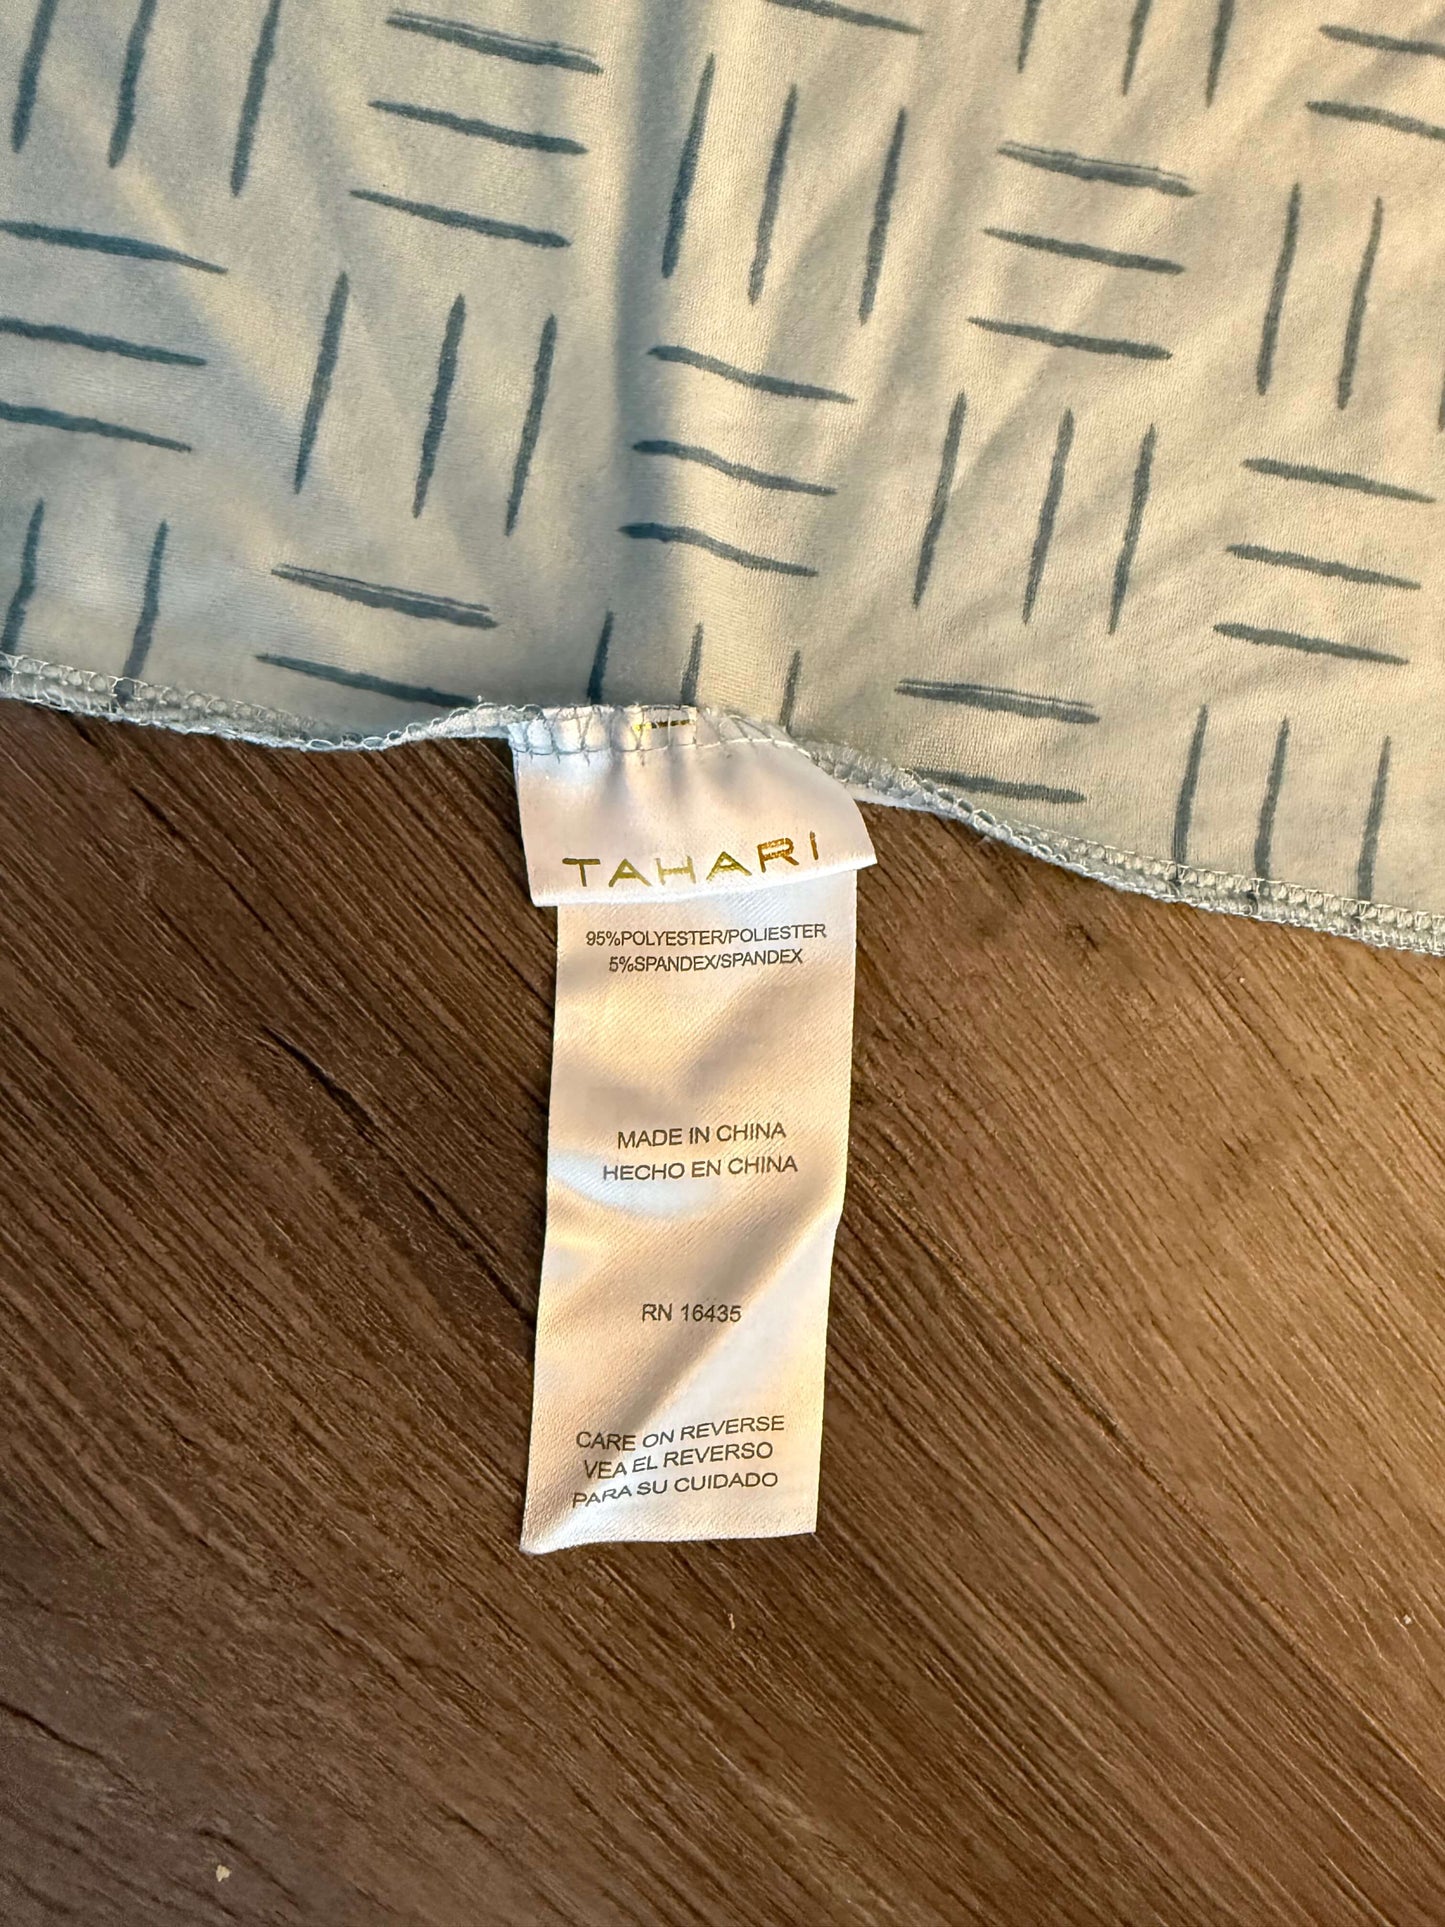 TAHARI
95%POLYESTER/POLIESTER
5%SPANDEX/SPANDEX
MADE IN CHINA
HECHO EN CHINA
RN 16435
CARE ON REVERSE
VEA EL REVERSO
PARA SU CUIDADO